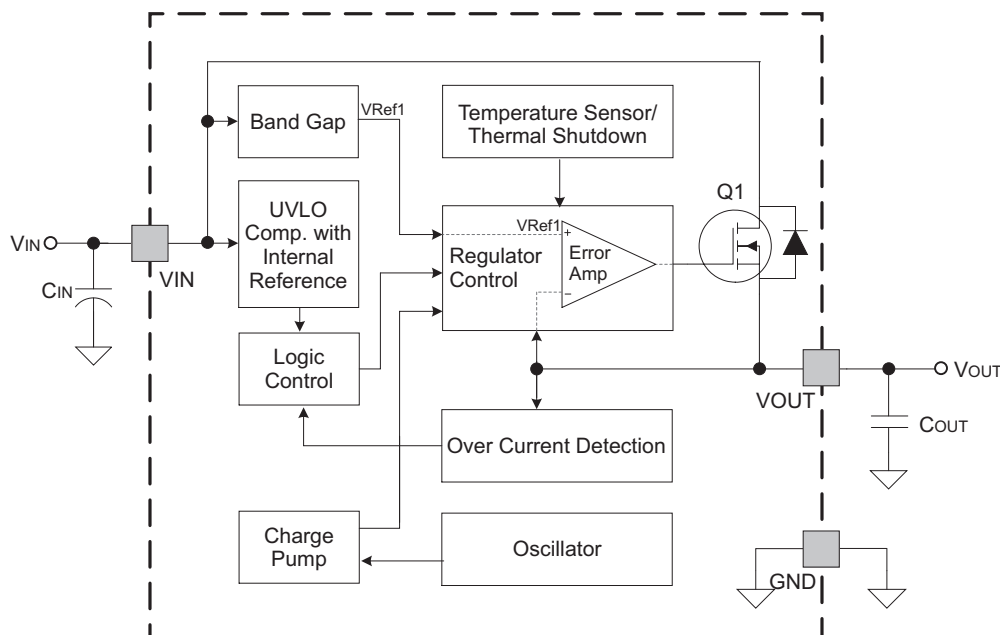 Band Gap
VRef1
Temperature Sensor/
Thermal Shutdown
Q1
UVLO
Comp. with
Internal
Reference
VRef1
+
Regulator
Control
Error
Amp
−
VIN
VIN
CIN
Logic
Control
VOUT
VOUT
COUT
Over Current Detection
Charge
Pump
Oscillator
GND